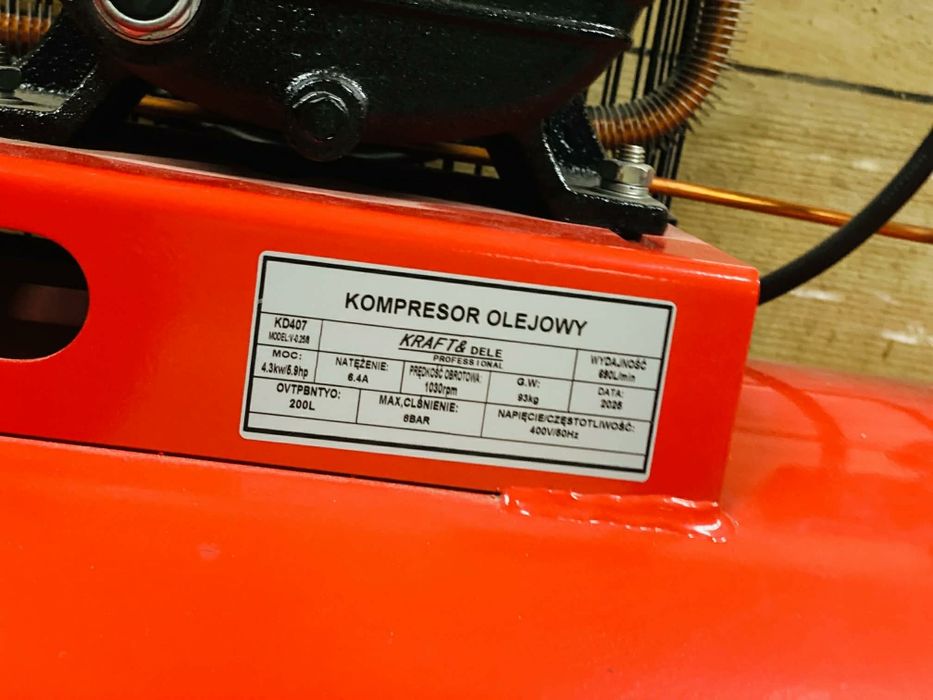 KOMPRESOR OLEJOWY
KD407
MODEL:V-0.25/8
KRAFT& DELE
PROFESSIONAL
WYDAJNOŚĆ
680L/min
MOC:
4.3kw/5.9hp
NATĘŻENIE:
6.4A
PRĘDKOŚĆ OBROTOWA:
1030rpm
G.W:
93kg
DATA:
2025
OVTPBNTYO:
200L
MAX,CLŚNIENIE:
8BAR
NAPIĘCIE/CZĘSTOTLIWOŚĆ:
400V/50Hz